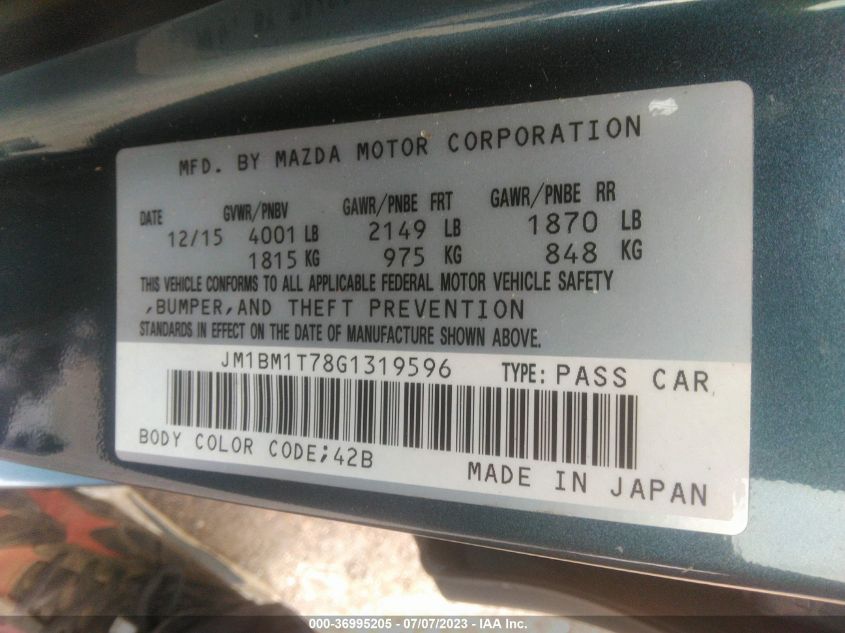 MFD. BY MAZDA MOTOR CORPORATION
DATE GVWR/PNBV GAWR/PNBE FRT GAWR/PNBE RR
12/15 4001 LB 2149 LB 1870 LB
1815 KG 975 KG 848 KG
THIS VEHICLE CONFORMS TO ALL APPLICABLE FEDERAL MOTOR VEHICLE SAFETY
,BUMPER,AND THEFT PREVENTION
STANDARDS IN EFFECT ON THE DATE OF MANUFACTURE SHOWN ABOVE.
JM1BM1T78G1319596 TYPE: PASS CAR
BODY COLOR CODE;42B
MADE IN JAPAN
000-36995205 - 07/07/2023 - IAA Inc.